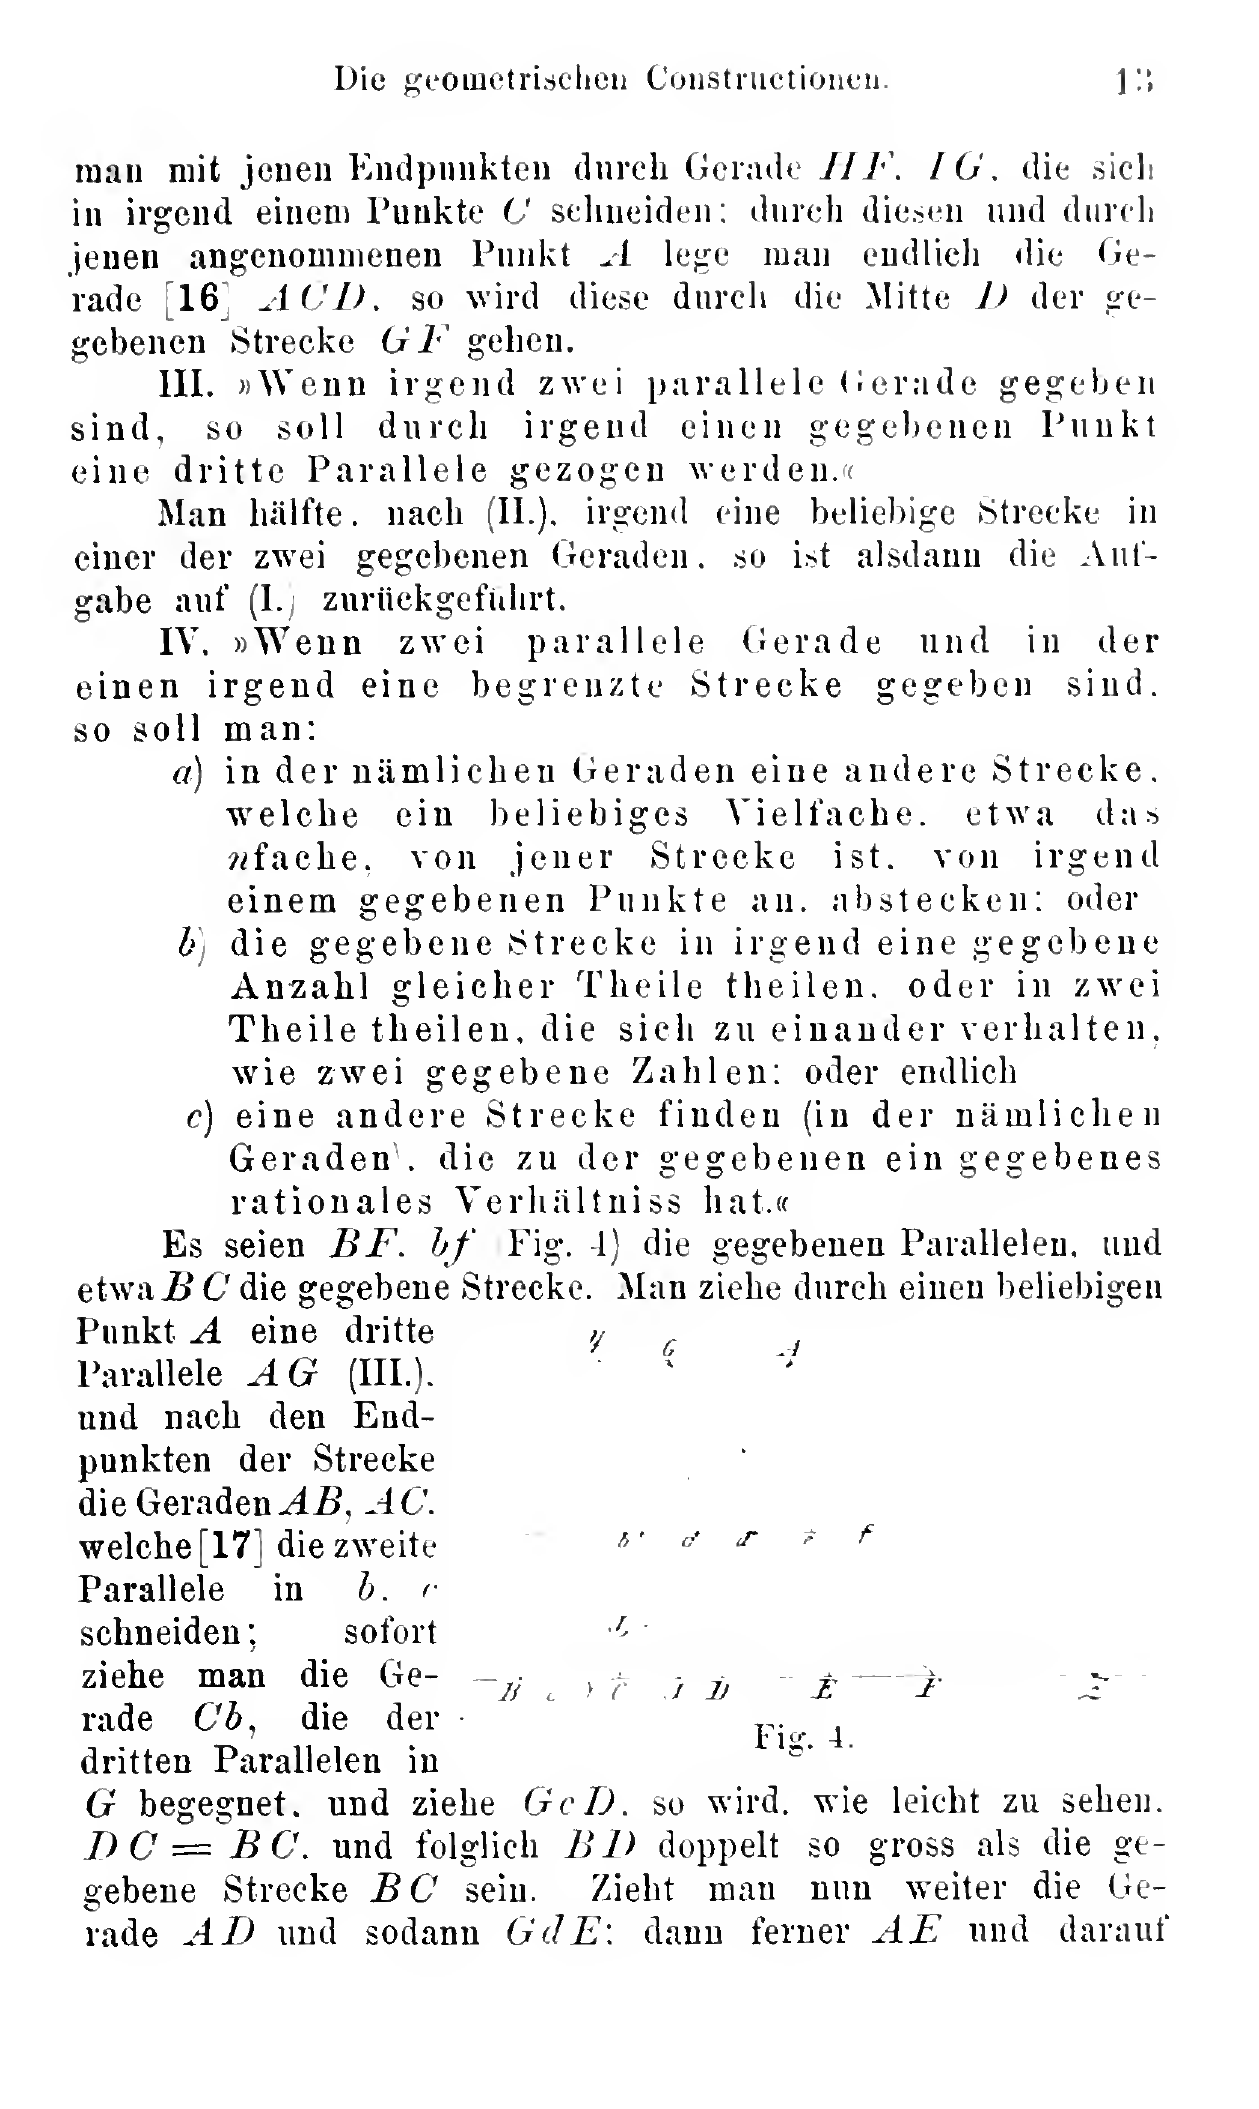 Die geometrischen Constructionen. 13
man mit jenen Endpunkten durch Gerade HF, IG, die sich
in irgend einem Punkte C schneiden; durch diesen und durch
jenen angenommenen Punkt A lege man endlich die Ge-
rade [16] ACD, so wird diese durch die Mitte D der ge-
gebenen Strecke GF gehen.
III. »Wenn irgend zwei parallele Gerade gegeben
sind, so soll durch irgend einen gegebenen Punkt
eine dritte Parallele gezogen werden.«
Man hälfte, nach (II.), irgend eine beliebige Strecke in
einer der zwei gegebenen Geraden, so ist alsdann die Auf-
gabe auf (I.) zurückgeführt.
IV. »Wenn zwei parallele Gerade und in der
einen irgend eine begrenzte Strecke gegeben sind,
so soll man:
a) in der nämlichen Geraden eine andere Strecke,
welche ein beliebiges Vielfache, etwa das
nfache, von jener Strecke ist, von irgend
einem gegebenen Punkte an, abstecken; oder
b) die gegebene Strecke in irgend eine gegebene
Anzahl gleicher Theile theilen, oder in zwei
Theile theilen, die sich zu einander verhalten,
wie zwei gegebene Zahlen; oder endlich
c) eine andere Strecke finden (in der nämlichen
Geraden), die zu der gegebenen ein gegebenes
rationales Verhältniss hat.«
Es seien BF, bf (Fig. 4) die gegebenen Parallelen, und
etwa BC die gegebene Strecke. Man ziehe durch einen beliebigen
Punkt A eine dritte
Parallele AG (III.),
und nach den End-
punkten der Strecke
die Geraden AB, AC,
welche [17] die zweite
Parallele in b, c
schneiden; sofort
ziehe man die Ge-
rade Cb, die der
dritten Parallelen in
y G A
b c d e f
B C D E F
Fig. 4.
G begegnet, und ziehe GcD, so wird, wie leicht zu sehen,
DC = BC, und folglich BD doppelt so gross als die ge-
gebene Strecke BC sein. Zieht man nun weiter die Ge-
rade AD und sodann GdE; dann ferner AE und darauf